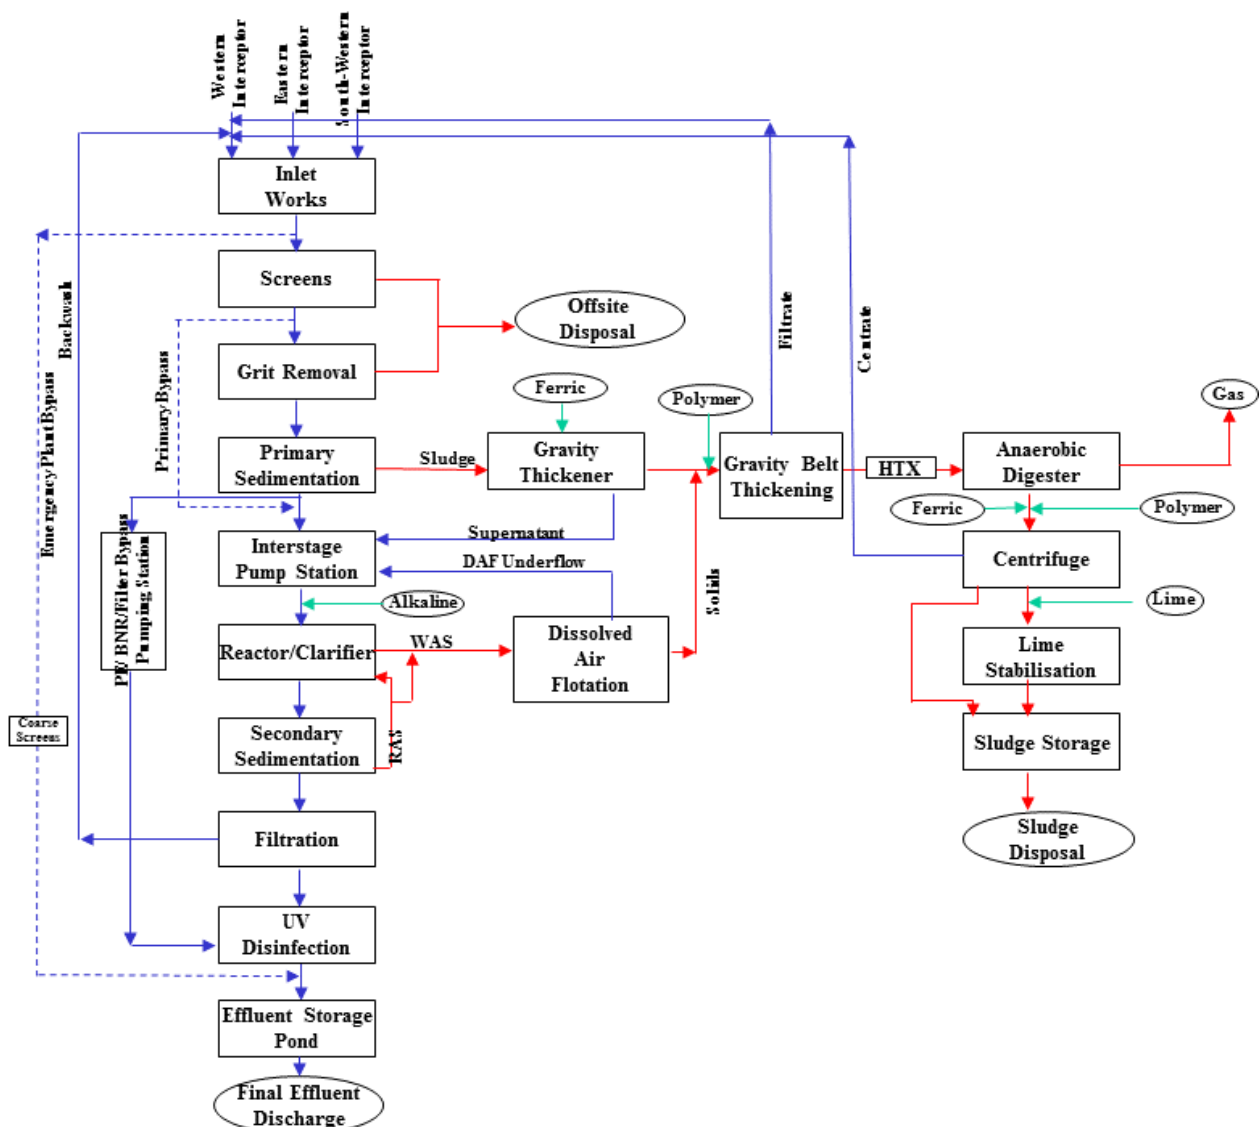 Western
Interceptor
Eastern
Interceptor
South-Western
Interceptor
Inlet
Works
Screens
Offsite
Disposal
Backwash
Filtrate
Centrate
Emergency Plant Bypass
Primary Bypass
Grit Removal
Ferric
Polymer
Gas
Primary
Sedimentation
Sludge
Gravity
Thickener
Gravity Belt
Thickening
HTX
Anaerobic
Digester
Ferric
Polymer
Supernatant
Interstage
Pump Station
DAF Underflow
Centrifuge
PE/ BNR/Filter Bypass
Pumping Station
Alkaline
Solids
Lime
Reactor/Clarifier
WAS
Dissolved
Air
Flotation
Lime
Stabilisation
Coarse
Screens
Secondary
Sedimentation
RAS
Sludge Storage
Filtration
Sludge
Disposal
UV
Disinfection
Effluent Storage
Pond
Final Effluent
Discharge